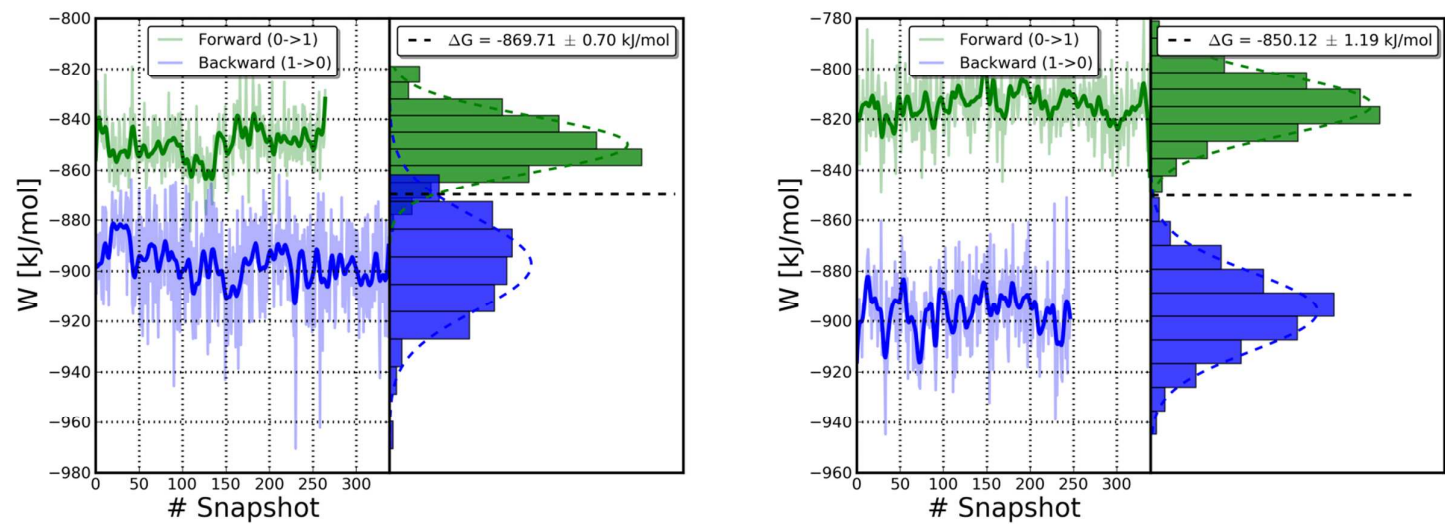 −800
−820
−840
−860
−880
−900
−920
−940
−960
−980
W [kJ/mol]
Forward (0->1)
Backward (1->0)
ΔG = -869.71 ± 0.70 kJ/mol
0 50 100 150 200 250 300
# Snapshot
−780
−800
−820
−840
−860
−880
−900
−920
−940
−960
W [kJ/mol]
Forward (0->1)
Backward (1->0)
ΔG = -850.12 ± 1.19 kJ/mol
0 50 100 150 200 250 300
# Snapshot